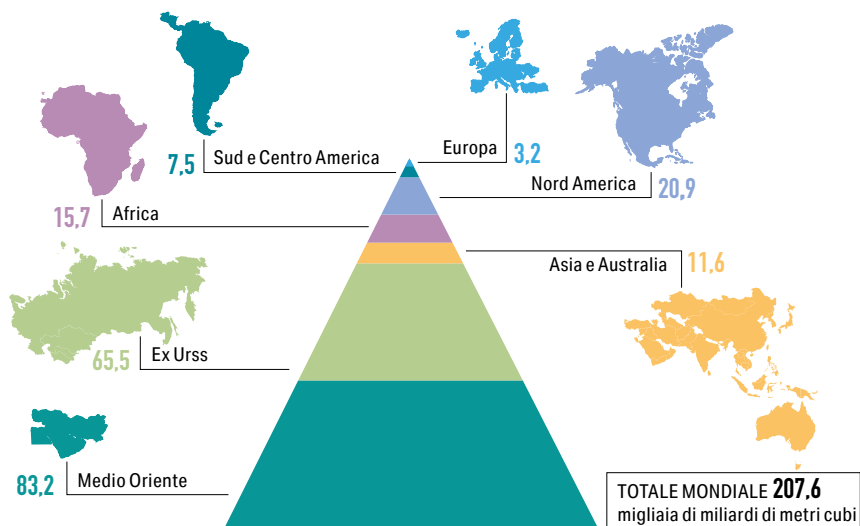 Sud e Centro America
7,5
Europa
3,2
Nord America
20,9
Africa
15,7
Asia e Australia
11,6
Ex Urss
65,5
Medio Oriente
83,2
TOTALE MONDIALE 207,6
migliaia di miliardi di metri cubi